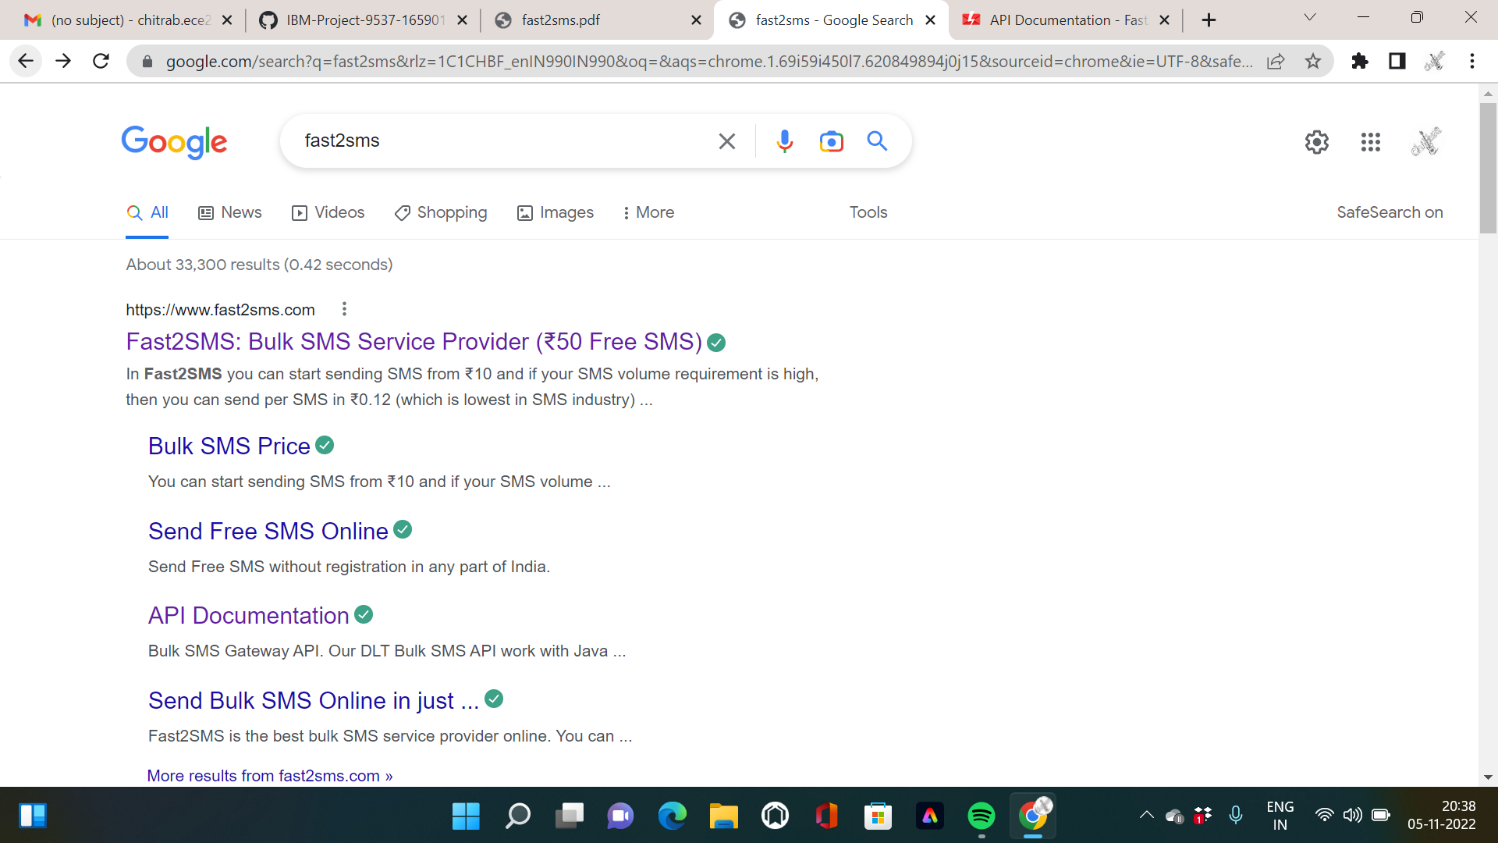 (no subject) - chitrab.ece2
IBM-Project-9537-165901
fast2sms.pdf
fast2sms - Google Search
API Documentation - Fast
google.com/search?q=fast2sms&rlz=1C1CHBF_enIN990IN990&oq=&aqs=chrome.1.69i59i450l7.620849894j0j15&sourceid=chrome&ie=UTF-8&safe...
Google
fast2sms
All
News
Videos
Shopping
Images
More
Tools
SafeSearch on
About 33,300 results (0.42 seconds)
https://www.fast2sms.com
Fast2SMS: Bulk SMS Service Provider (₹50 Free SMS)
In Fast2SMS you can start sending SMS from ₹10 and if your SMS volume requirement is high,
then you can send per SMS in ₹0.12 (which is lowest in SMS industry) ...
Bulk SMS Price
You can start sending SMS from ₹10 and if your SMS volume ...
Send Free SMS Online
Send Free SMS without registration in any part of India.
API Documentation
Bulk SMS Gateway API. Our DLT Bulk SMS API work with Java ...
Send Bulk SMS Online in just ...
Fast2SMS is the best bulk SMS service provider online. You can ...
More results from fast2sms.com »
1
ENG
IN
20:38
05-11-2022